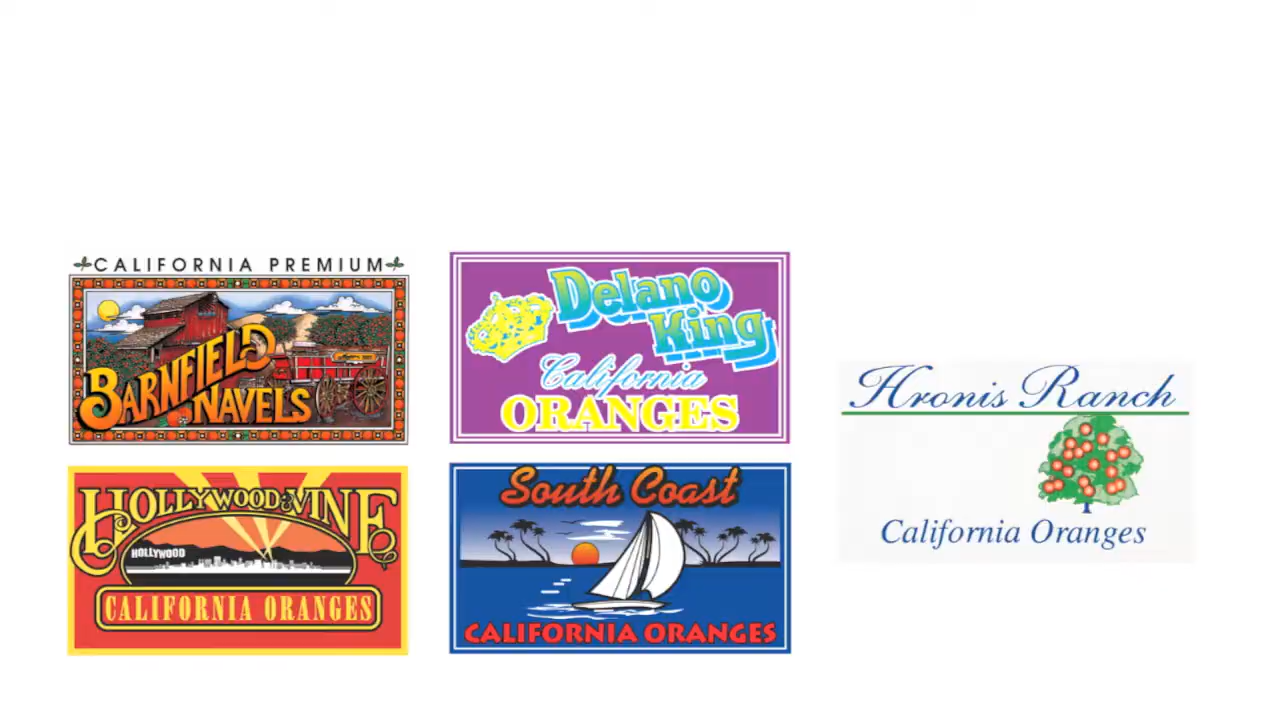 CALIFORNIA PREMIUM
BARNFIELD
NAVELS
Delano
King
California
ORANGES
HOLLYWOOD & VINE
HOLLYWOOD
CALIFORNIA ORANGES
South Coast
CALIFORNIA ORANGES
Hronis Ranch
California Oranges